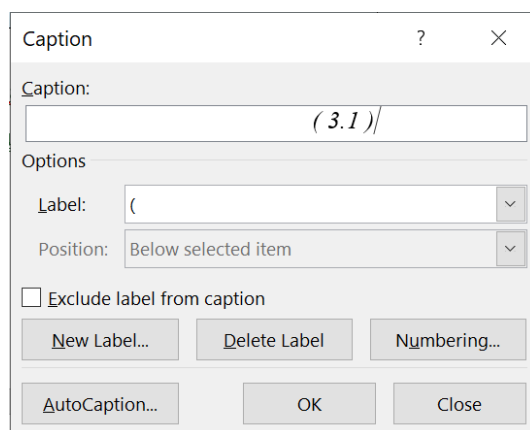 Caption ?
Caption:
( 3.1 )
Options
Label: (
Position: Below selected item
Exclude label from caption
New Label... Delete Label Numbering...
AutoCaption... OK Close